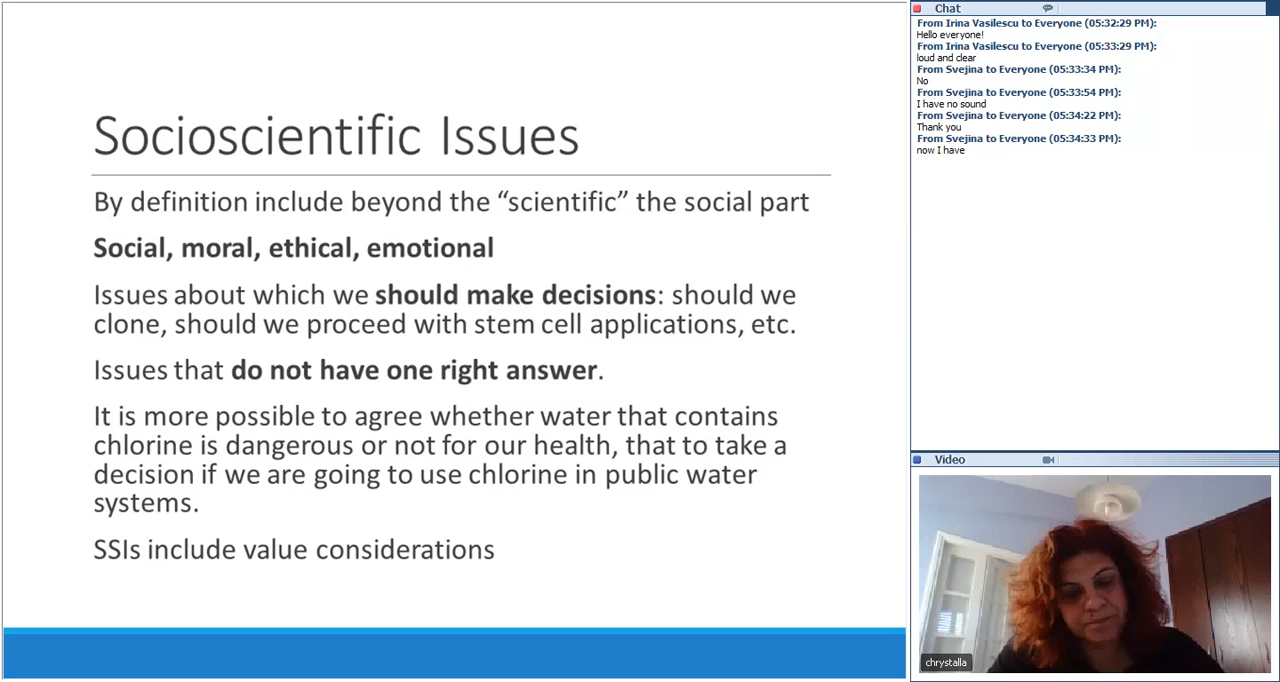 Socioscientific Issues
By definition include beyond the “scientific” the social part
Social, moral, ethical, emotional
Issues about which we should make decisions: should we
clone, should we proceed with stem cell applications, etc.
Issues that do not have one right answer.
It is more possible to agree whether water that contains
chlorine is dangerous or not for our health, that to take a
decision if we are going to use chlorine in public water
systems.
SSIs include value considerations
Chat
From Irina Vasilescu to Everyone (05:32:29 PM):
Hello everyone!
From Irina Vasilescu to Everyone (05:33:29 PM):
loud and clear
From Svejina to Everyone (05:33:34 PM):
No
From Svejina to Everyone (05:33:54 PM):
I have no sound
From Svejina to Everyone (05:34:22 PM):
Thank you
From Svejina to Everyone (05:34:33 PM):
now I have
Video
chrystalla